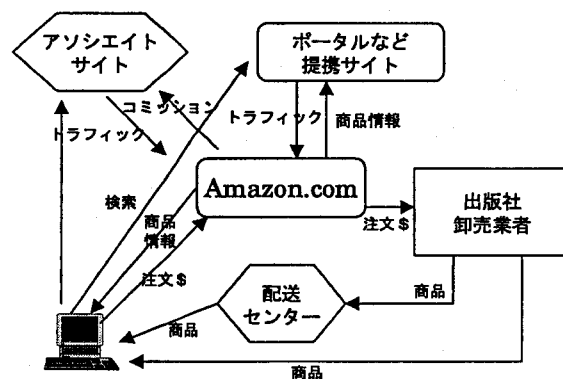 アソシエイト
サイト
ポータルなど
提携サイト
コミッション
トラフィック
トラフィック
商品情報
Amazon.com
検索
商品
情報
注文$
注文$
出版社
卸売業者
配送
センター
商品
商品
商品